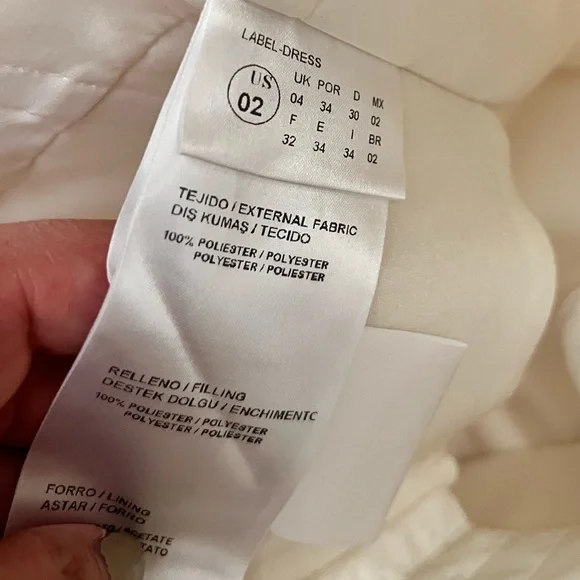 LABEL-DRESS
US UK POR D MX
02 04 34 30 02
F E I BR
32 34 34 02
TEJIDO / EXTERNAL FABRIC
DIŞ KUMAŞ / TECIDO
100% POLIESTER / POLYESTER
POLYESTER / POLIESTER
RELLENO / FILLING
DESTEK DOLGU / ENCHIMENTO
100% POLIESTER / POLYESTER
POLYESTER / POLIESTER
FORRO / LINING
ASTAR / FORRO